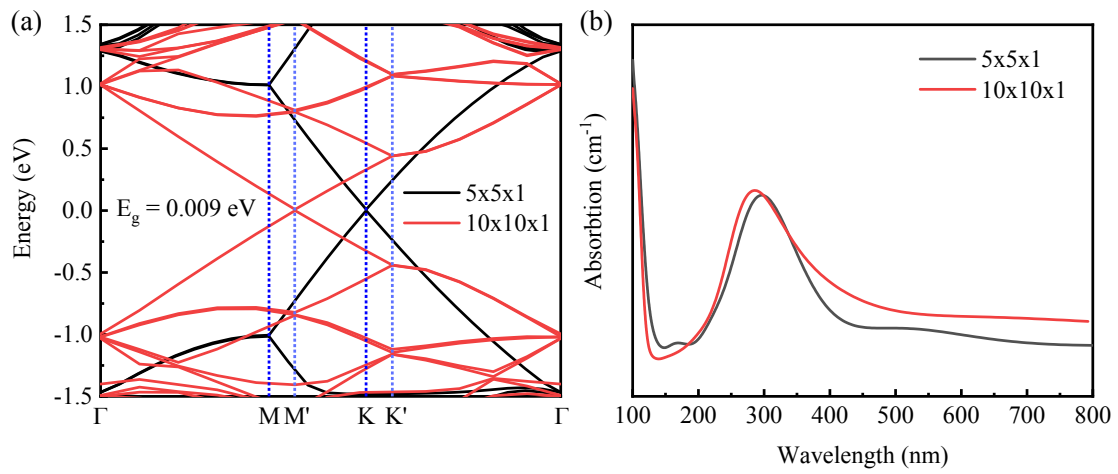 (a)
Energy (eV)
1.5
1.0
0.5
0.0
-0.5
-1.0
-1.5
E_g = 0.009 eV
5x5x1
10x10x1
Γ M M' K K' Γ
(b)
Absorbtion (cm⁻¹)
5x5x1
10x10x1
100 200 300 400 500 600 700 800
Wavelength (nm)